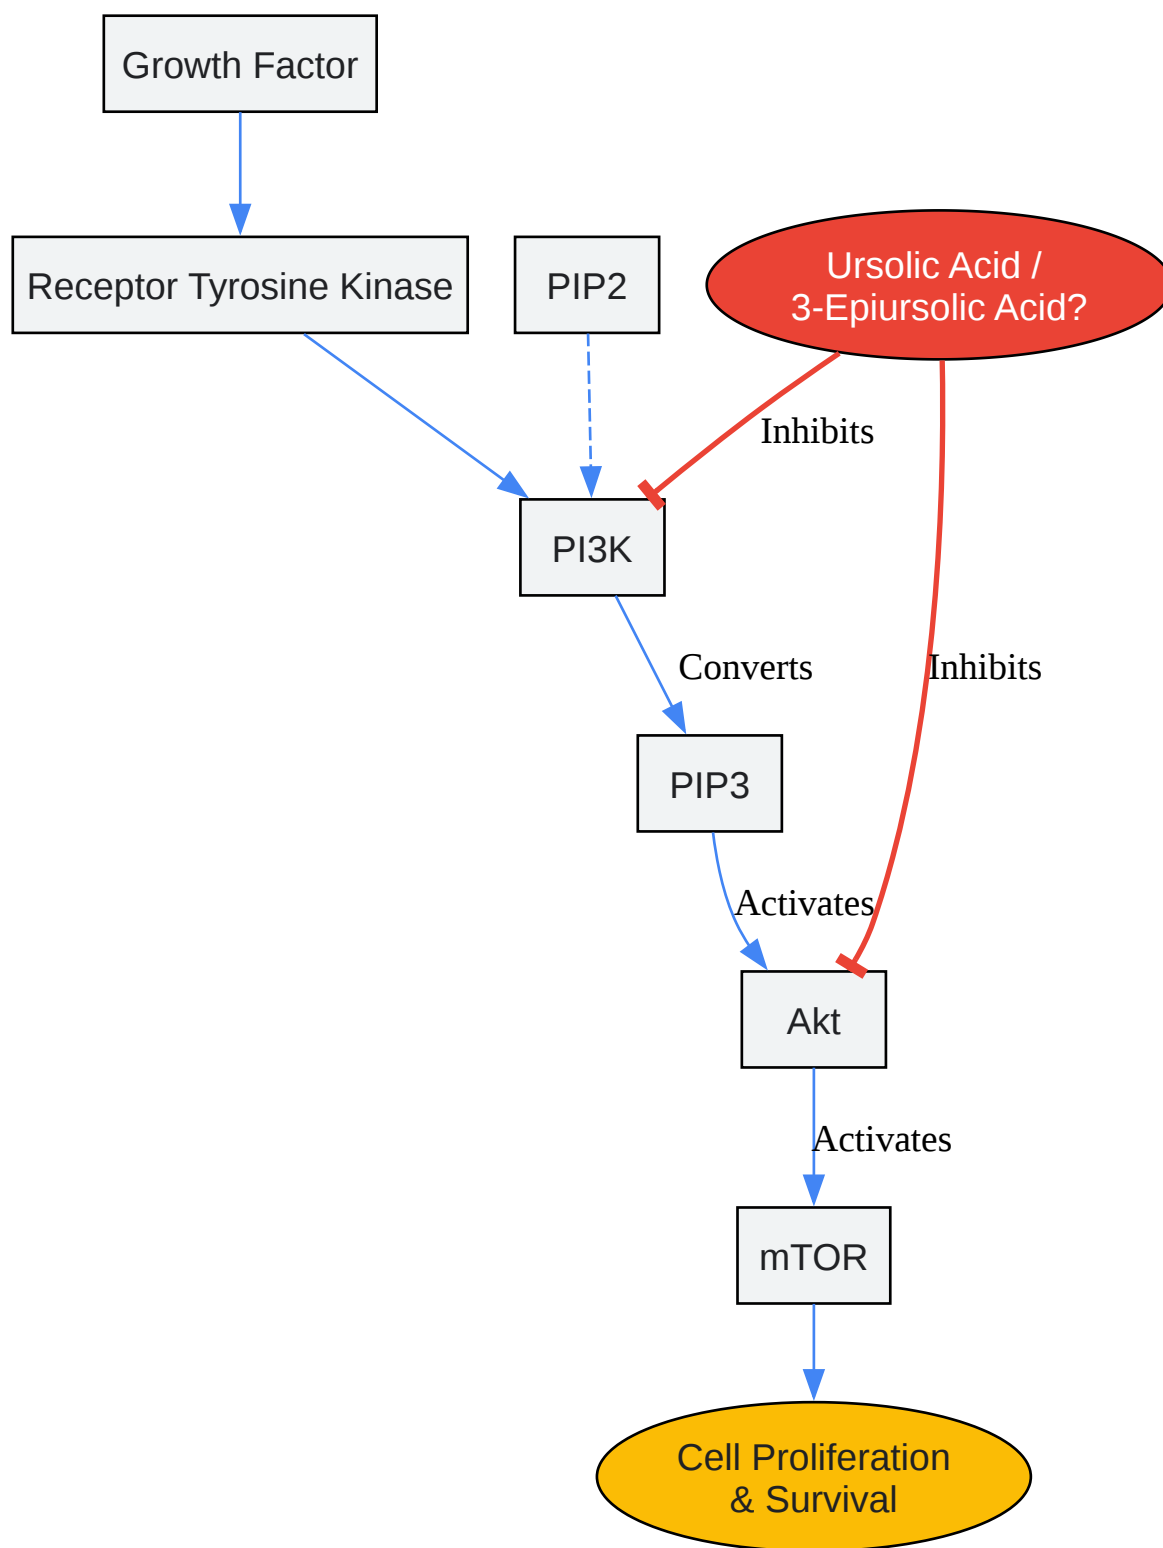 Growth Factor
Receptor Tyrosine Kinase
PIP2
Ursolic Acid /
3-Epiursolic Acid?
Inhibits
PI3K
Converts
Inhibits
PIP3
Activates
Akt
Activates
mTOR
Cell Proliferation
& Survival